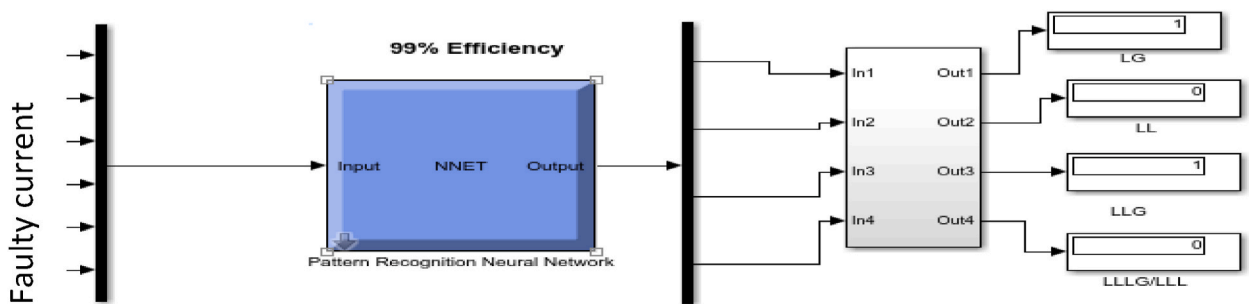 Faulty current
99% Efficiency
Input NNET Output
Pattern Recognition Neural Network
In1 Out1
In2 Out2
In3 Out3
In4 Out4
1
LG
0
LL
1
LLG
0
LLLG/LLL